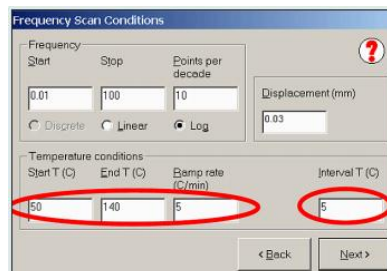 Frequency Scan Conditions
Frequency
Start Stop Points per decade
0.01 100 10
Discrete Linear Log
?
Displacement (mm)
0.03
Temperature conditions
Start T (C) End T (C) Ramp rate (C/min) Interval T (C)
50 140 5 5
< Back Next >